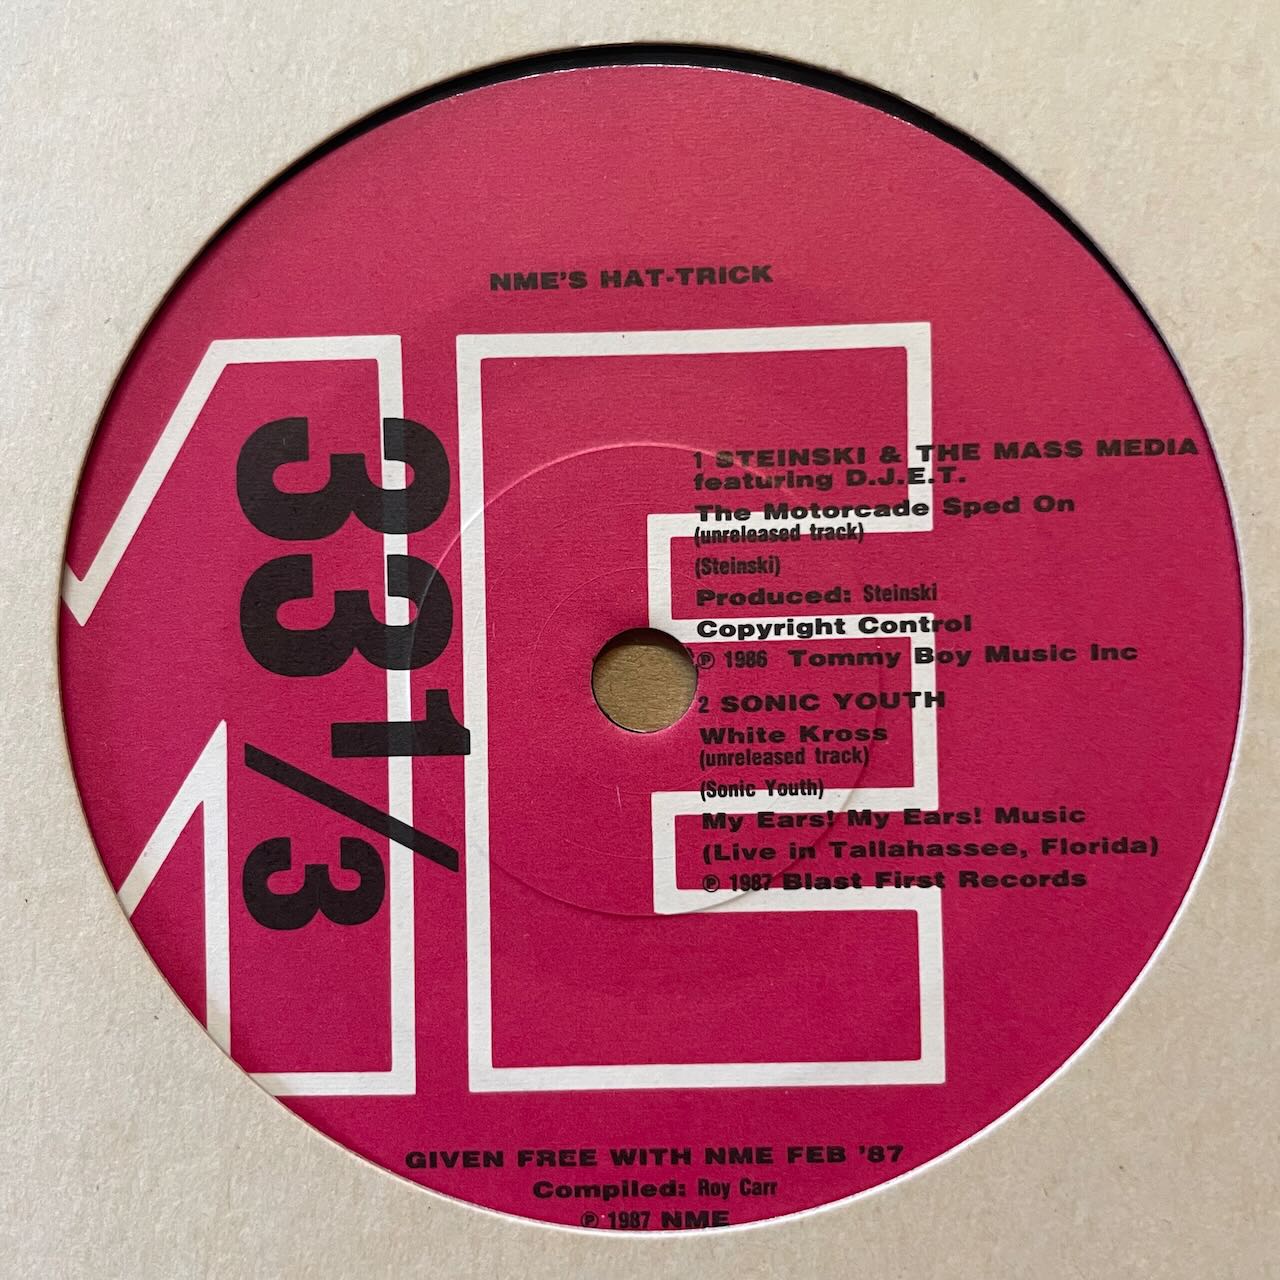 NME'S HAT-TRICK
33 1/3
ME
1 STEINSKI & THE MASS MEDIA
featuring D.J.E.T.
The Motorcade Sped On
(unreleased track)
(Steinski)
Produced: Steinski
Copyright Control
℗ 1986 Tommy Boy Music Inc
2 SONIC YOUTH
White Kross
(unreleased track)
(Sonic Youth)
My Ears! My Ears! Music
(Live in Tallahassee, Florida)
℗ 1987 Blast First Records
GIVEN FREE WITH NME FEB '87
Compiled: Roy Carr
℗ 1987 NME